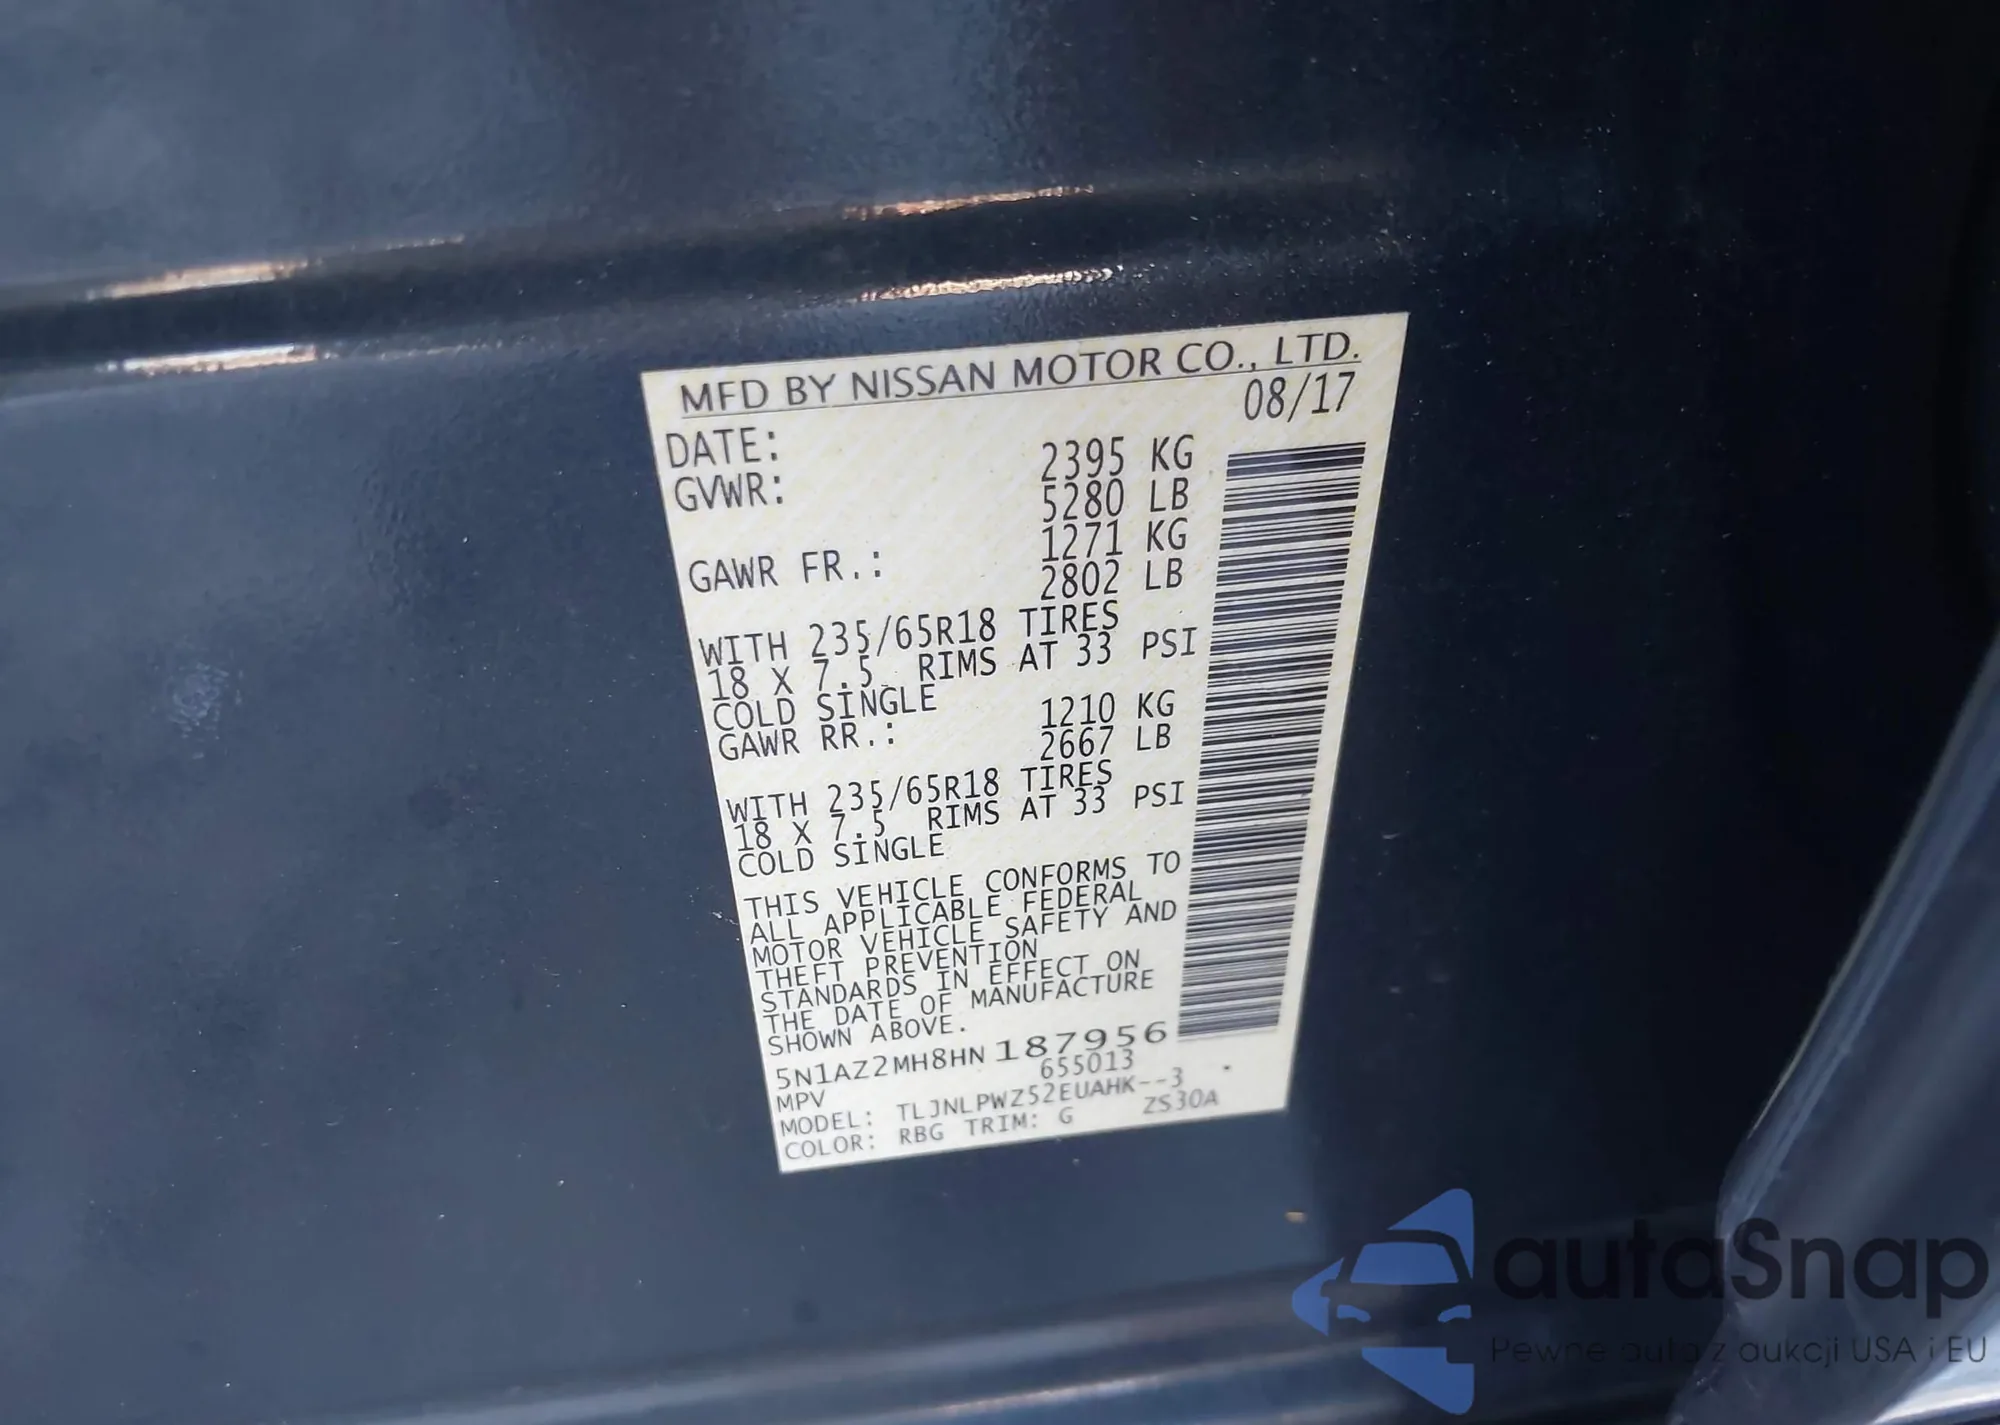 MFD BY NISSAN MOTOR CO., LTD.
DATE: 08/17
GVWR: 2395 KG
5280 LB
GAWR FR.: 1271 KG
2802 LB
WITH 235/65R18 TIRES
18 X 7.5 RIMS AT 33 PSI
COLD SINGLE
GAWR RR.: 1210 KG
2667 LB
WITH 235/65R18 TIRES
18 X 7.5 RIMS AT 33 PSI
COLD SINGLE
THIS VEHICLE CONFORMS TO
ALL APPLICABLE FEDERAL
MOTOR VEHICLE SAFETY AND
THEFT PREVENTION
STANDARDS IN EFFECT ON
THE DATE OF MANUFACTURE
SHOWN ABOVE.
5N1AZ2MH8HN187956
MPV 655013
MODEL: TLJNLPWZ52EUAHK--3
COLOR: RBG TRIM: G ZS30A
autaSnap
Pewne auta z aukcji USA i EU